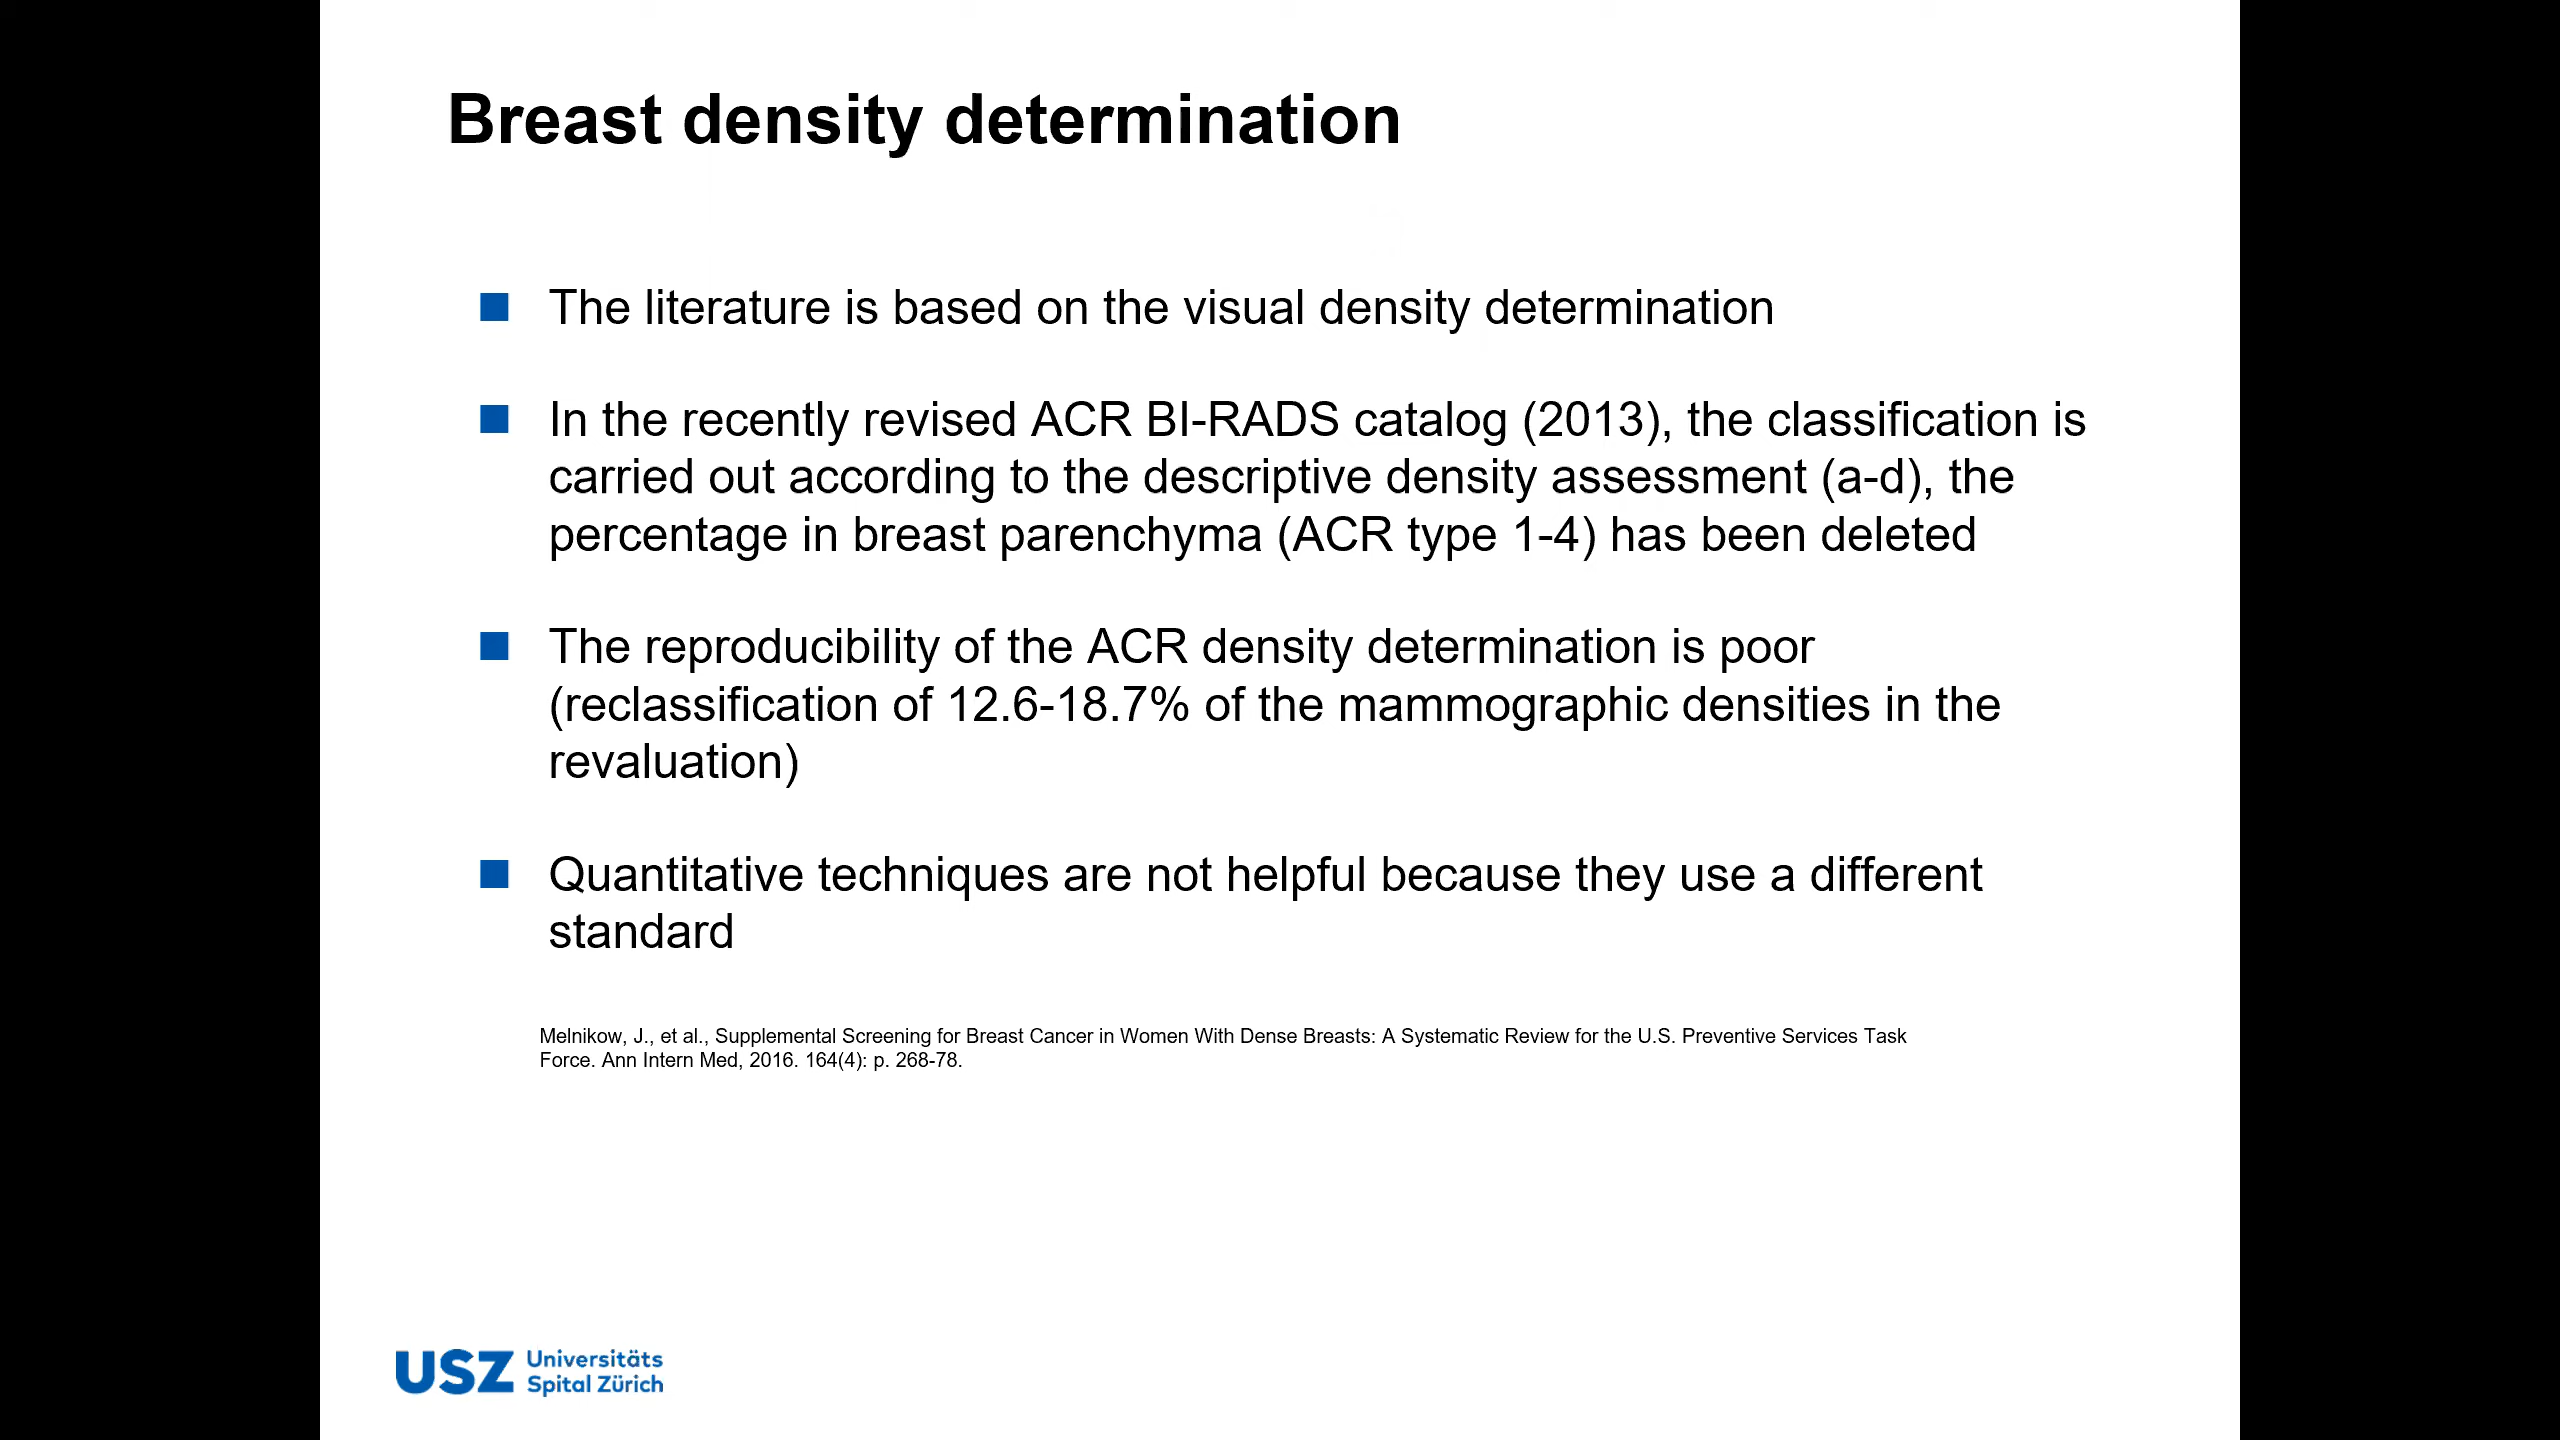 Breast density determination
The literature is based on the visual density determination
In the recently revised ACR BI-RADS catalog (2013), the classification is
carried out according to the descriptive density assessment (a-d), the
percentage in breast parenchyma (ACR type 1-4) has been deleted
The reproducibility of the ACR density determination is poor
(reclassification of 12.6-18.7% of the mammographic densities in the
revaluation)
Quantitative techniques are not helpful because they use a different
standard
Melnikow, J., et al., Supplemental Screening for Breast Cancer in Women With Dense Breasts: A Systematic Review for the U.S. Preventive Services Task
Force. Ann Intern Med, 2016. 164(4): p. 268-78.
USZ Universitäts
Spital Zürich